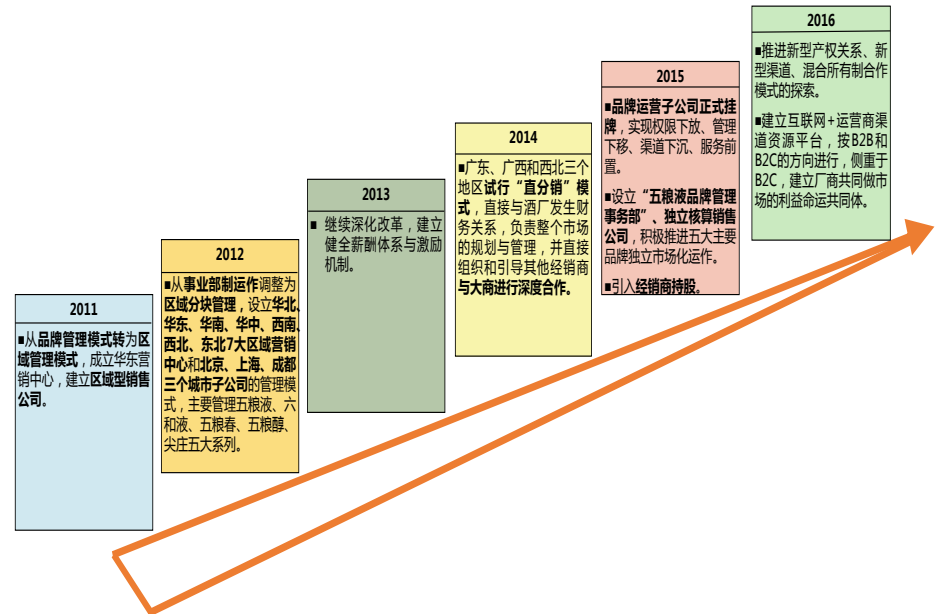 2011
■从品牌管理模式转为区
域管理模式，成立华东营
销中心，建立区域型销售
公司。
2012
■从事业部制运作调整为
区域分块管理，设立华北、
华东、华南、华中、西南、
西北、东北7大区域营销
中心和北京、上海、成都
三个城市子公司的管理模
式，主要管理五粮液、六
和液、五粮春、五粮醇、
尖庄五大系列。
2013
■ 继续深化改革，建立
健全薪酬体系与激励
机制。
2014
■广东、广西和西北三个
地区试行“直分销”模
式，直接与酒厂发生财
务关系，负责整个市场
的规划与管理，并直接
组织和引导其他经销商
与大商进行深度合作。
2015
■品牌运营子公司正式挂
牌，实现权限下放、管理
下移、渠道下沉、服务前
置。
■设立“五粮液品牌管理
事务部”、独立核算销售
公司，积极推进五大主要
品牌独立市场化运作。
■引入经销商持股。
2016
■推进新型产权关系、新
型渠道、混合所有制合作
模式的探索。
■建立互联网+运营商渠
道资源平台，按B2B和
B2C的方向进行，侧重于
B2C，建立厂商共同做市
场的利益命运共同体。